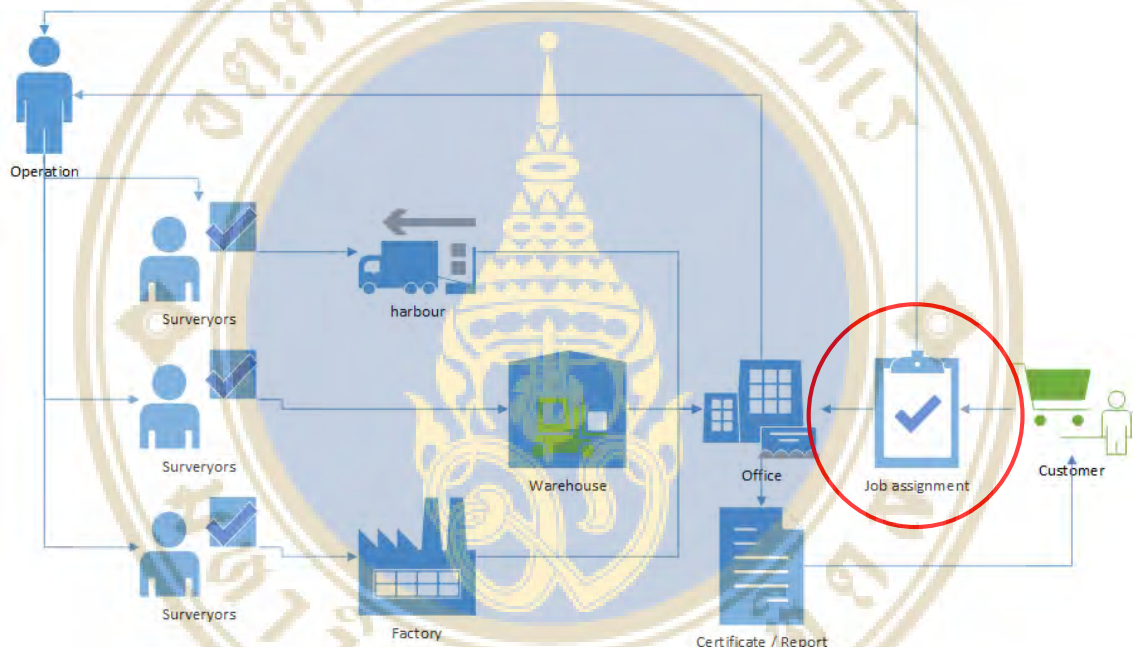 Operation
Surveryors
harbour
Surveryors
Warehouse
Office
Job assignment
Customer
Surveryors
Factory
Certificate / Report